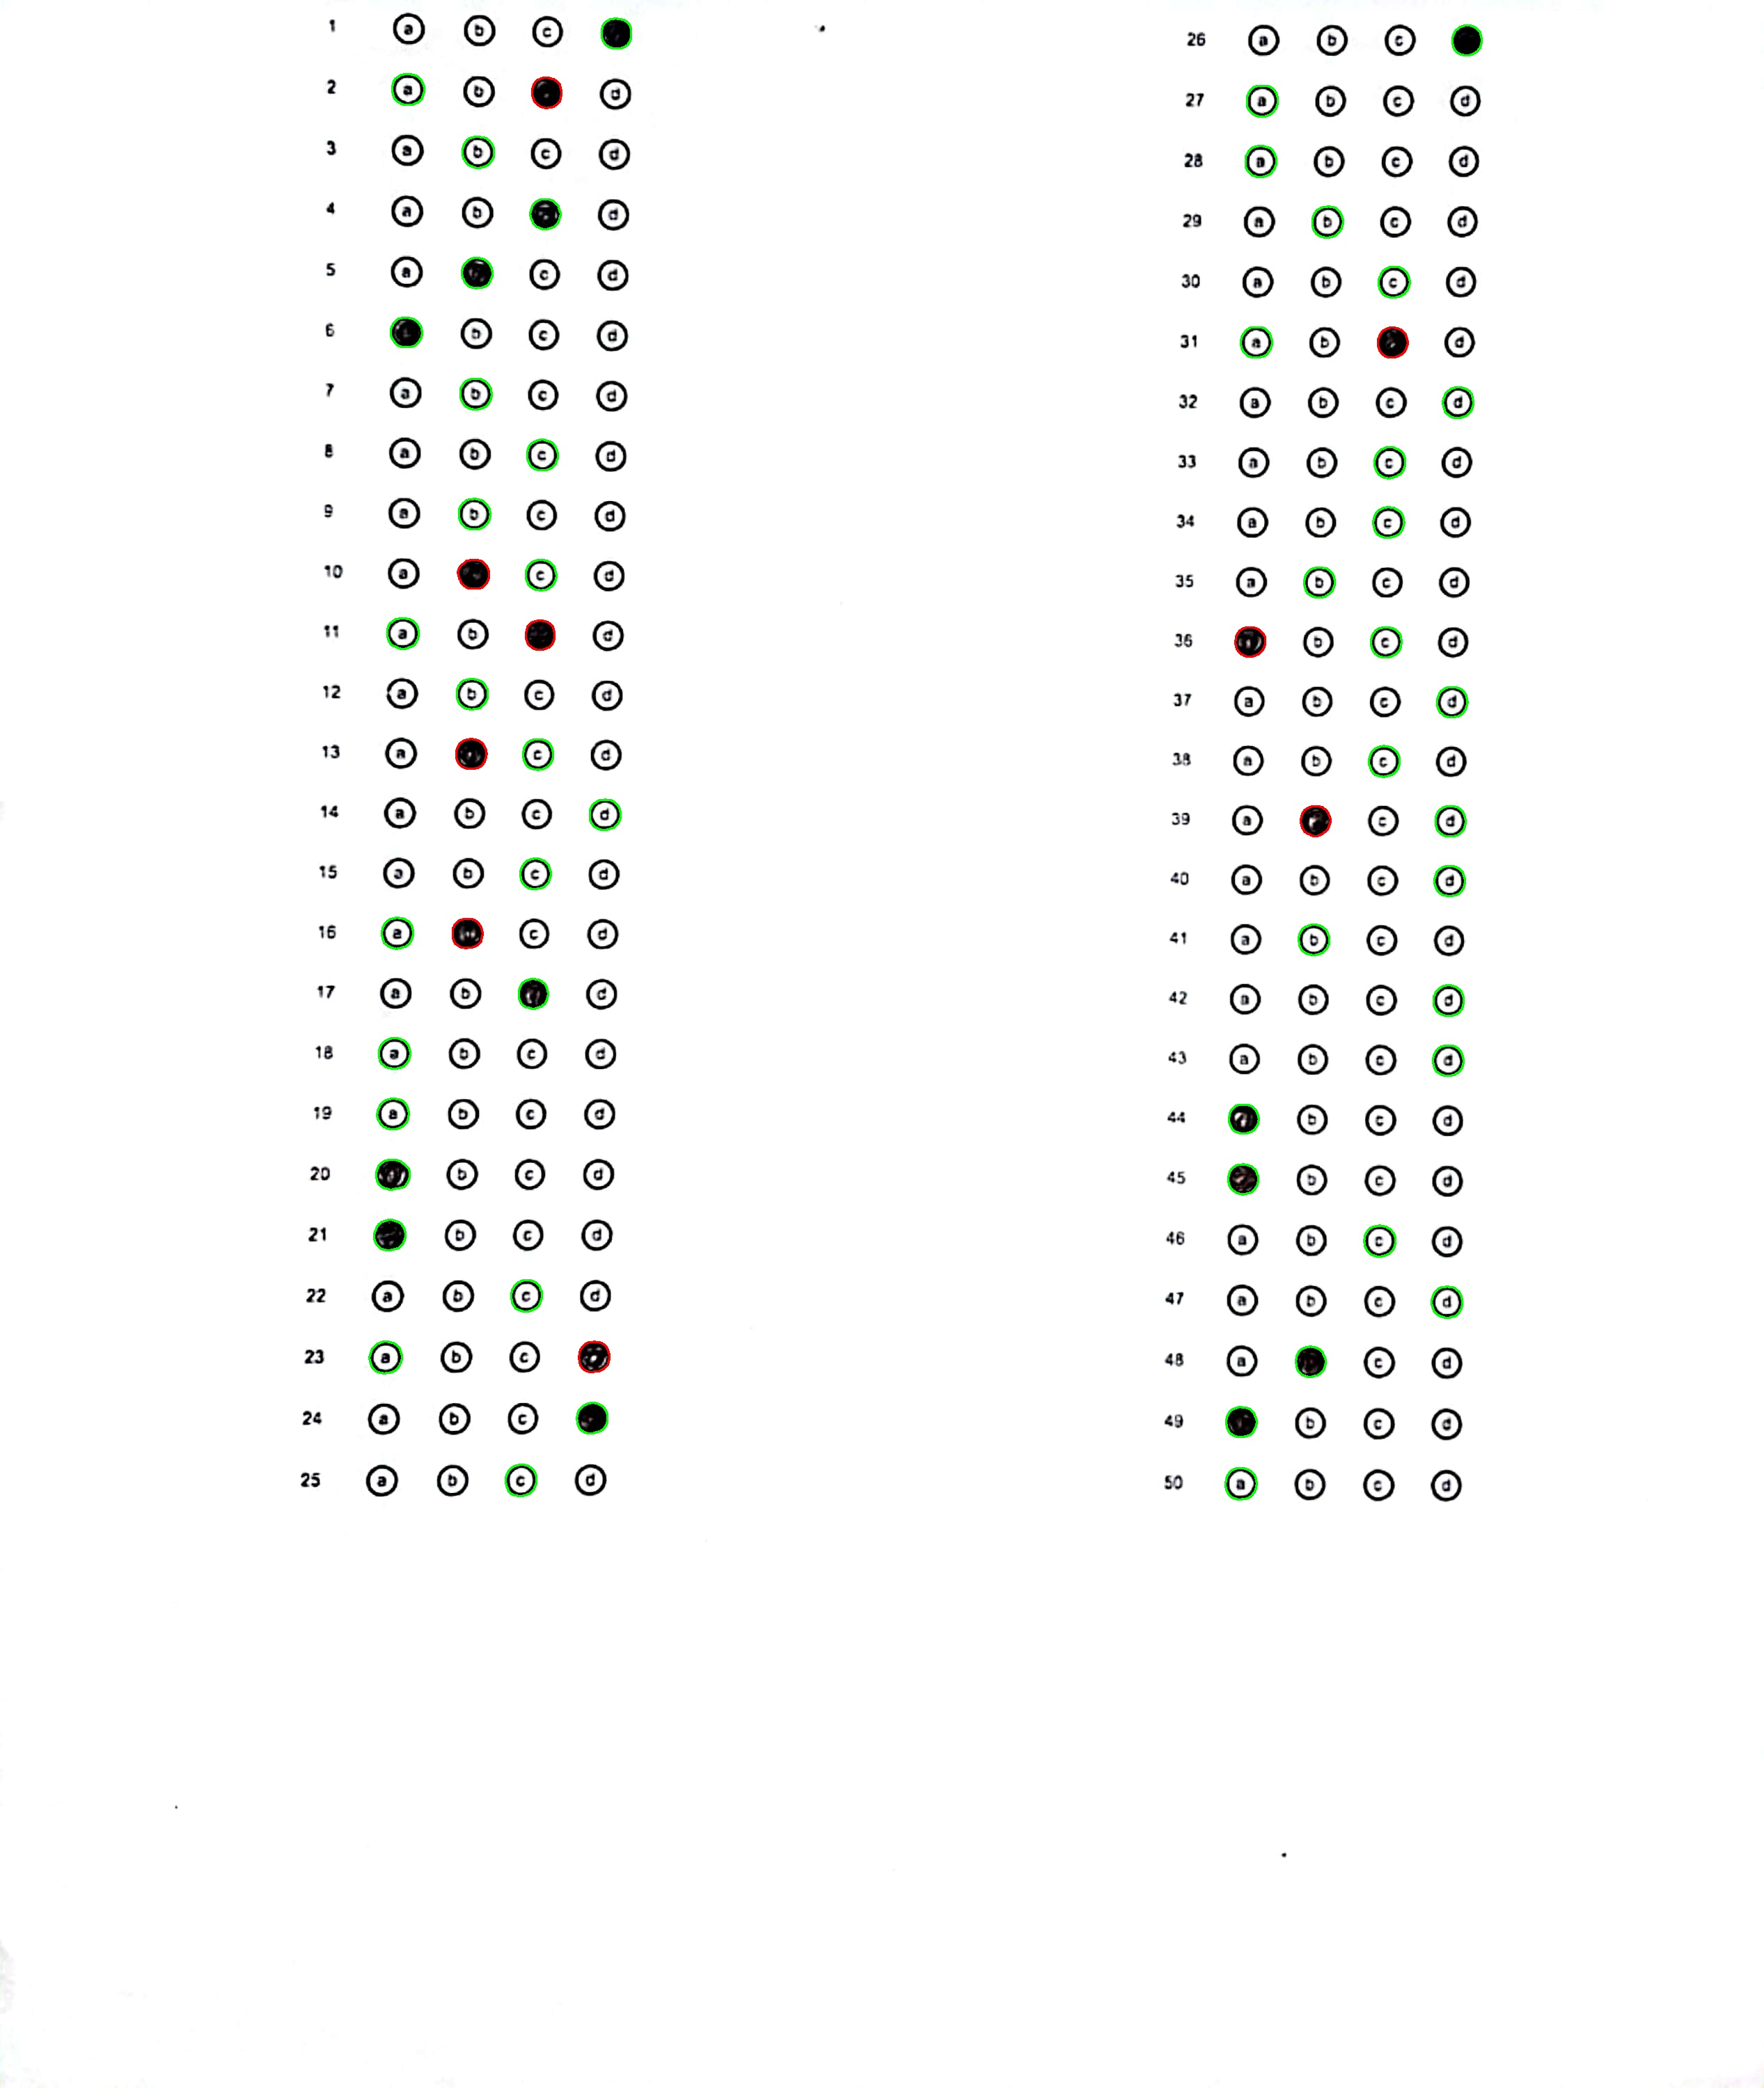 1 a b c
2 a b d
3 a b c d
4 a b d
5 a c d
6 b c d
7 a b c d
8 a b c d
9 a b c d
10 a c d
11 a b d
12 a b c d
13 a c d
14 a b c d
15 a b c d
16 a c d
17 a b d
18 a b c d
19 a b c d
20 b c d
21 b c d
22 a b c d
23 a b c
24 a b c
25 a b c d
26 a b c
27 a b c d
28 a b c d
29 a b c d
30 a b c d
31 a b d
32 a b c d
33 a b c d
34 a b c d
35 a b c d
36 b c d
37 a b c d
38 a b c d
39 a c d
40 a b c d
41 a b c d
42 a b c d
43 a b c d
44 b c d
45 b c d
46 a b c d
47 a b c d
48 a c d
49 b c d
50 a b c d